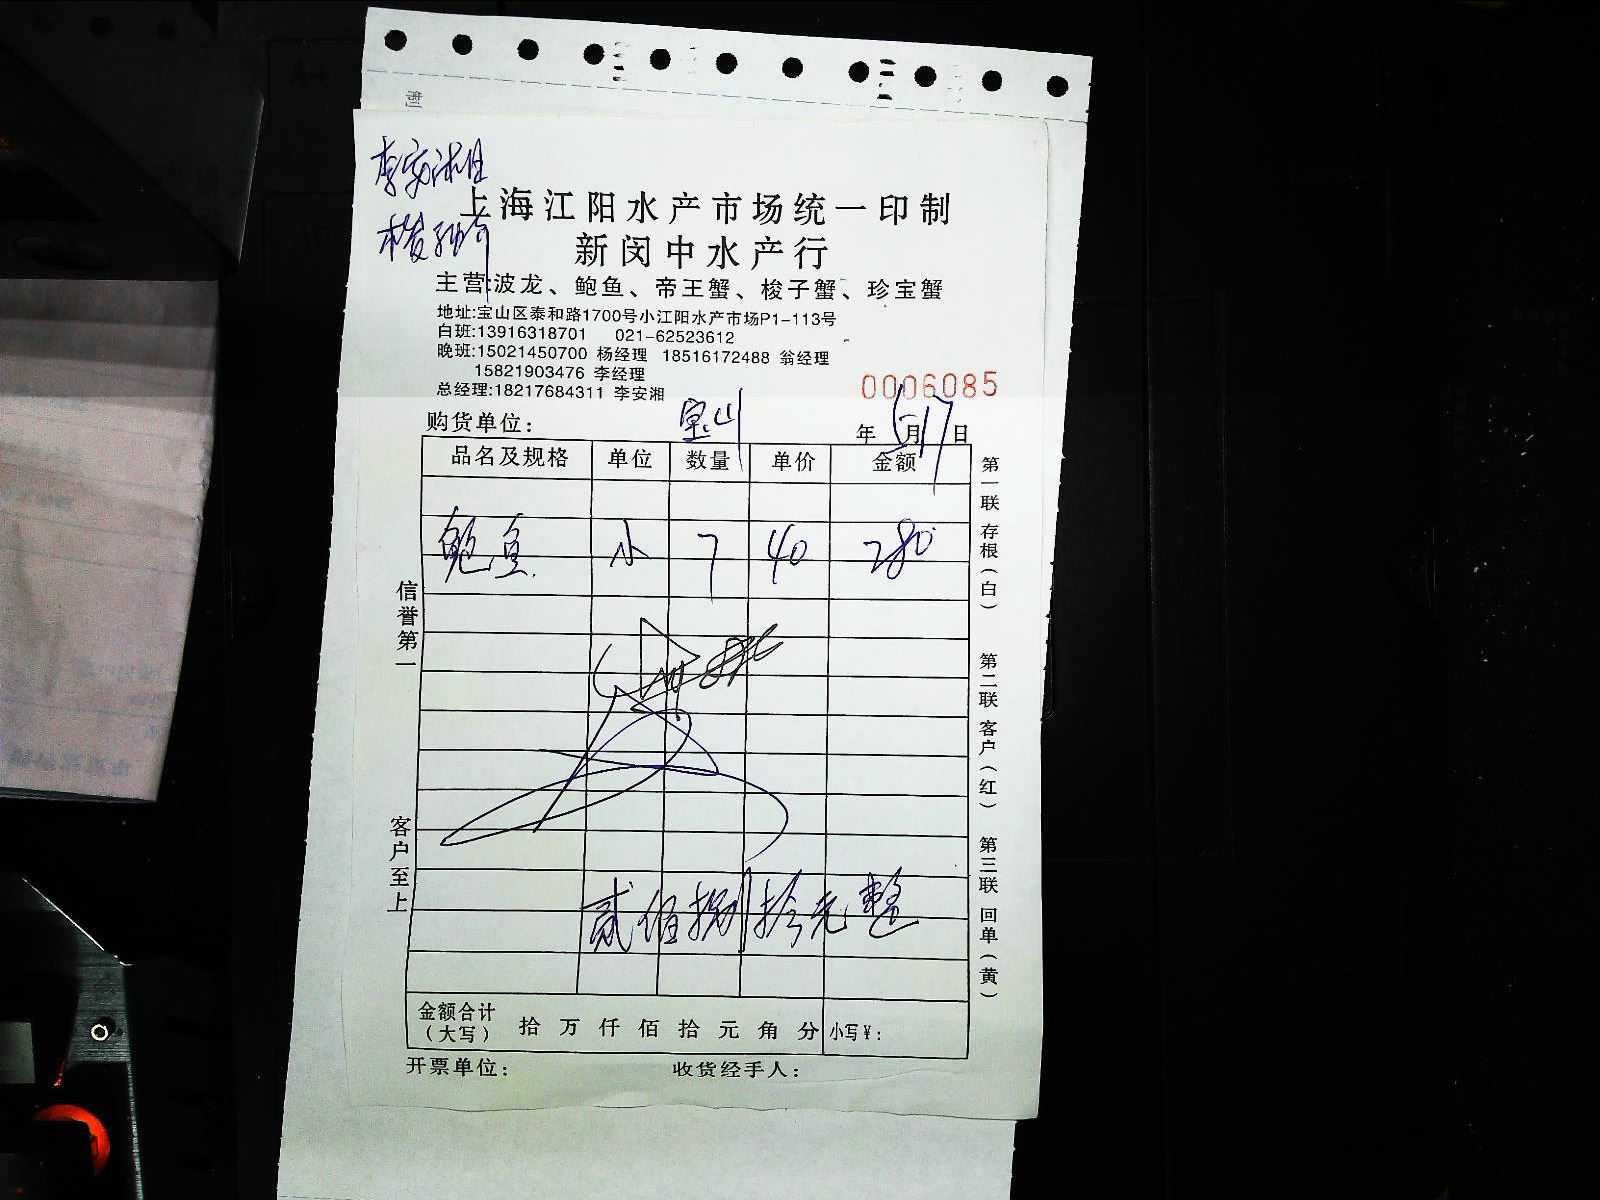 上海江阳水产市场统一印制
新闵中水产行
主营:波龙、鲍鱼、帝王蟹、梭子蟹、珍宝蟹
地址:宝山区泰和路1700号小江阳水产市场P1-113号
白班:13916318701 021-62523612
晚班:15021450700 杨经理 18516172488 翁经理
15821903476 李经理
总经理:18217684311 李安湘
0006085
购货单位: 宝山 年 5月17日
品名及规格 单位 数量 单价 金额
鲍鱼 小 7 40 280
贰佰捌拾元整
金额合计(大写) 拾 万 仟 佰 拾 元 角 分 小写¥:
开票单位: 收货经手人:
信誉第一
客户至上
第一联 存根(白)
第二联 客户(红)
第三联 回单(黄)